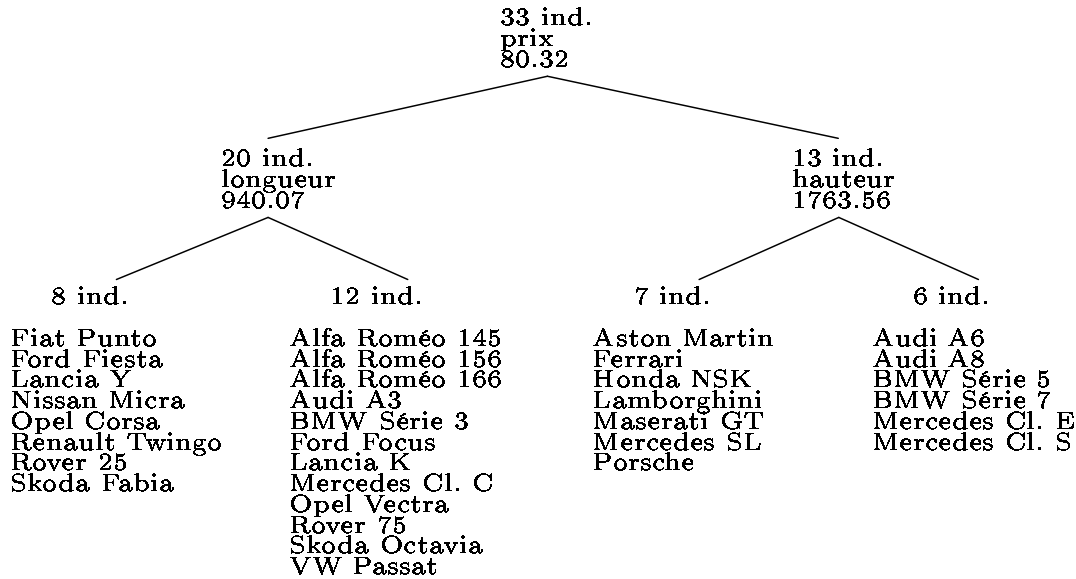 33 ind.
prix
80.32
20 ind.
longueur
940.07
13 ind.
hauteur
1763.56
8 ind.
Fiat Punto
Ford Fiesta
Lancia Y
Nissan Micra
Opel Corsa
Renault Twingo
Rover 25
Skoda Fabia
12 ind.
Alfa Roméo 145
Alfa Roméo 156
Alfa Roméo 166
Audi A3
BMW Série 3
Ford Focus
Lancia K
Mercedes Cl. C
Opel Vectra
Rover 75
Skoda Octavia
VW Passat
7 ind.
Aston Martin
Ferrari
Honda NSK
Lamborghini
Maserati GT
Mercedes SL
Porsche
6 ind.
Audi A6
Audi A8
BMW Série 5
BMW Série 7
Mercedes Cl. E
Mercedes Cl. S